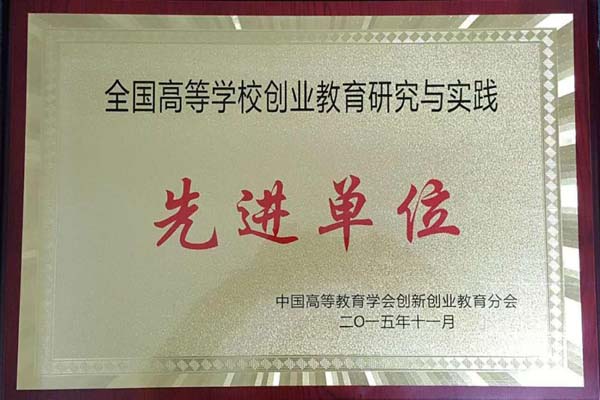 全国高等学校创业教育研究与实践
先进单位
中国高等教育学会创新创业教育分会
二〇一五年十一月